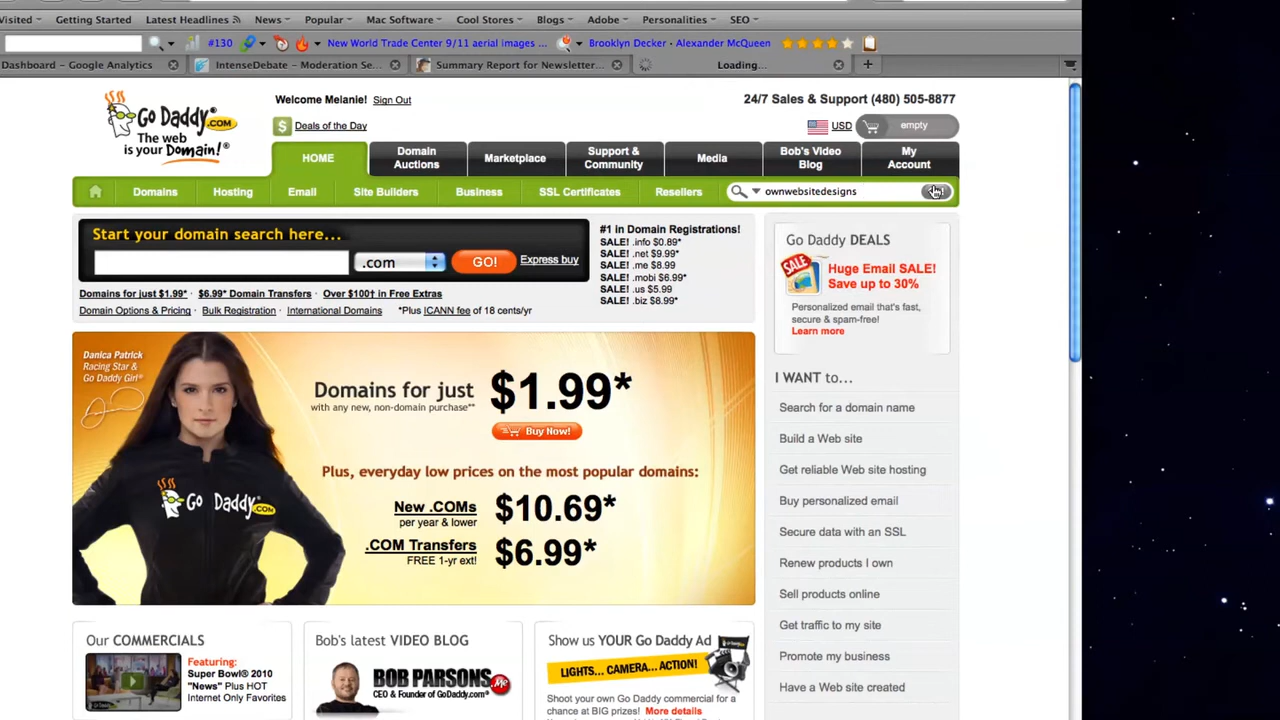 Visited Getting Started Latest Headlines News Popular Mac Software Cool Stores Blogs Adobe Personalities SEO
#130 New World Trade Center 9/11 aerial images ... Brooklyn Decker · Alexander McQueen
Dashboard – Google Analytics IntenseDebate – Moderation Se... Summary Report for Newsletter... Loading... +
Welcome Melanie! Sign Out
24/7 Sales & Support (480) 505-8877
Go Daddy.COM
The web
is your Domain!®
$ Deals of the Day
USD empty
HOME
Domain
Auctions
Marketplace
Support &
Community
Media
Bob's Video
Blog
My
Account
Domains Hosting Email Site Builders Business SSL Certificates Resellers ownwebsitedesigns
Start your domain search here...
.com GO! Express buy
Domains for just $1.99* · $6.99* Domain Transfers · Over $100† in Free Extras
Domain Options & Pricing · Bulk Registration · International Domains *Plus ICANN fee of 18 cents/yr
#1 in Domain Registrations!
SALE! .info $0.89*
SALE! .net $9.99*
SALE! .me $8.99
SALE! .mobi $6.99*
SALE! .us $5.99
SALE! .biz $8.99*
Go Daddy DEALS
SALE
Huge Email SALE!
Save up to 30%
Personalized email that's fast,
secure & spam-free!
Learn more
Danica Patrick
Racing Star &
Go Daddy Girl®
Go Daddy.COM
Domains for just
with any new, non-domain purchase**
$1.99*
Buy Now!
Plus, everyday low prices on the most popular domains:
New .COMs
per year & lower
$10.69*
.COM Transfers
FREE 1-yr ext!
$6.99*
I WANT to...
Search for a domain name
Build a Web site
Get reliable Web site hosting
Buy personalized email
Secure data with an SSL
Renew products I own
Sell products online
Get traffic to my site
Promote my business
Have a Web site created
Our COMMERCIALS
Featuring:
Super Bowl® 2010
"News" Plus HOT
Internet Only Favorites
Bob's latest VIDEO BLOG
BOB PARSONS.Me
CEO & Founder of GoDaddy.com®
Show us YOUR Go Daddy Ad
LIGHTS... CAMERA... ACTION!
Shoot your own Go Daddy commercial for a
chance at BIG prizes! More details